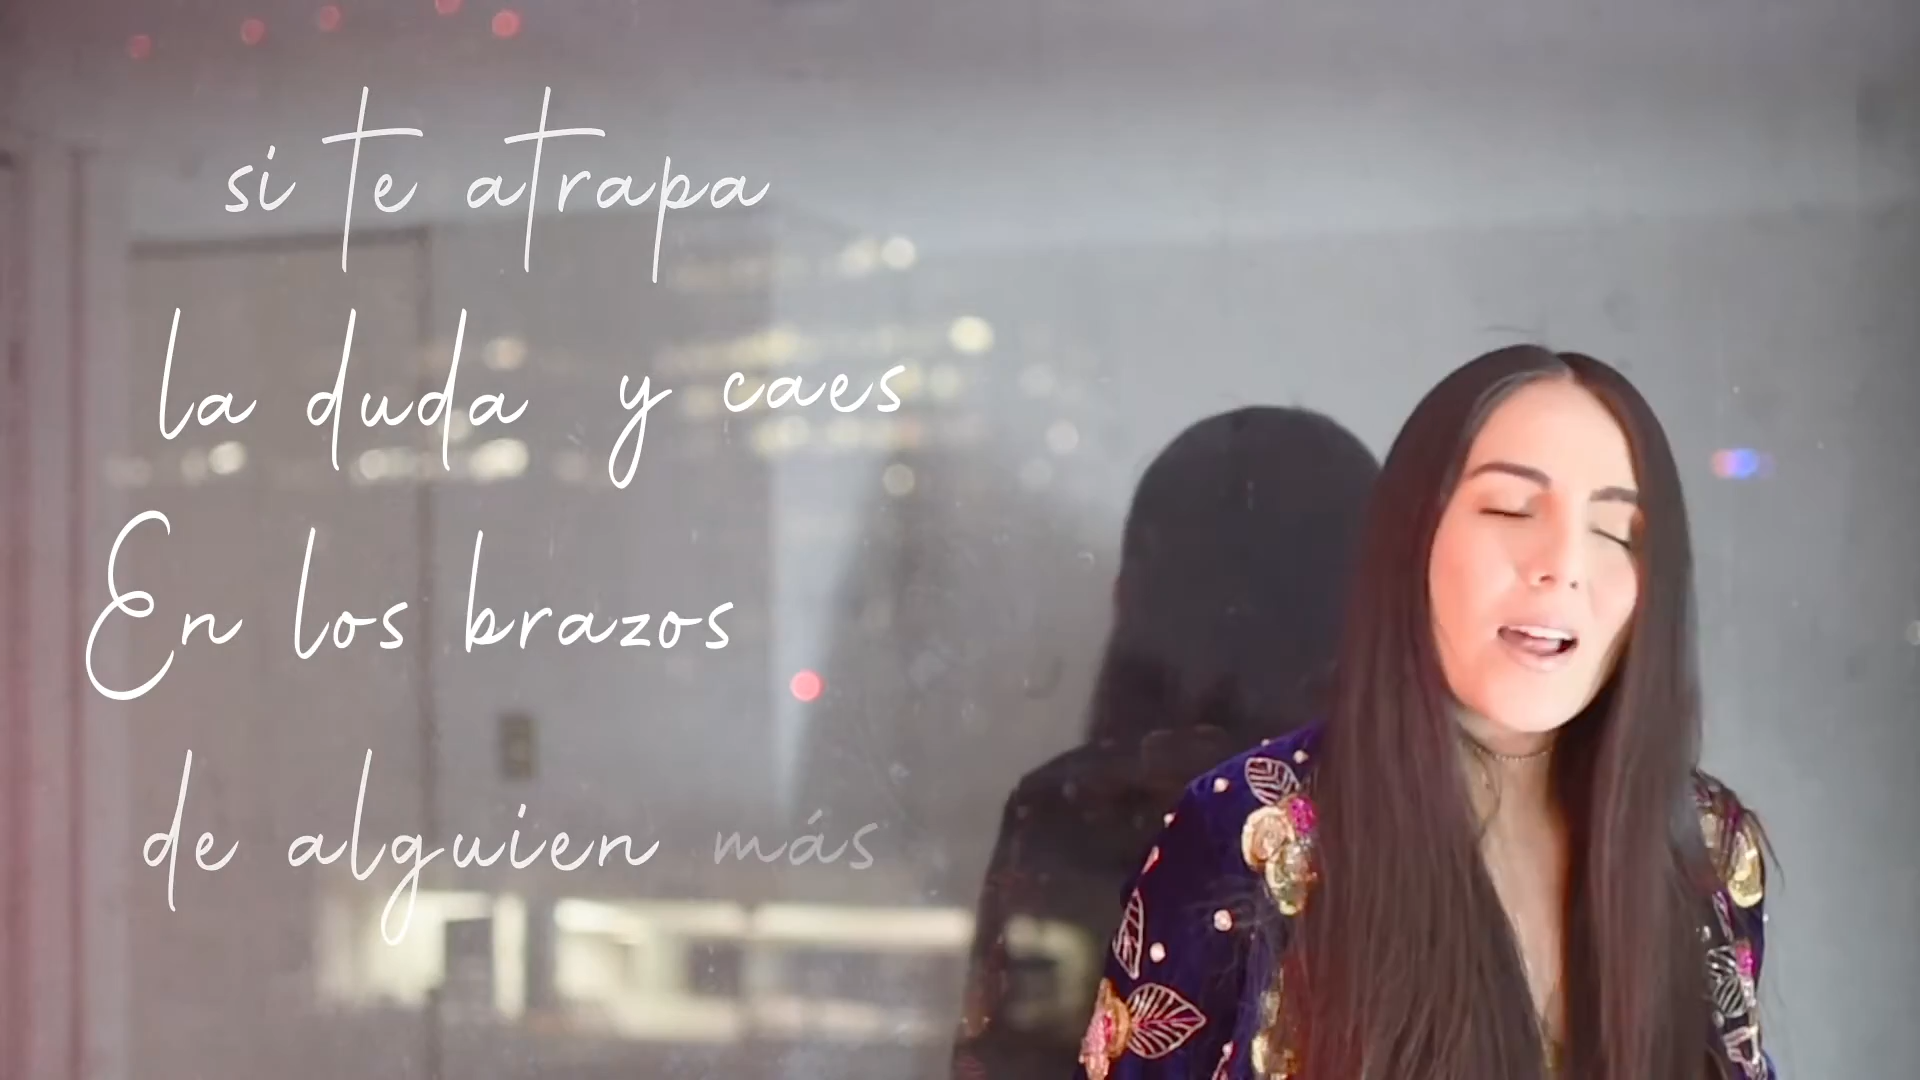 si te atrapa
la duda y caes
En los brazos
de alguien más